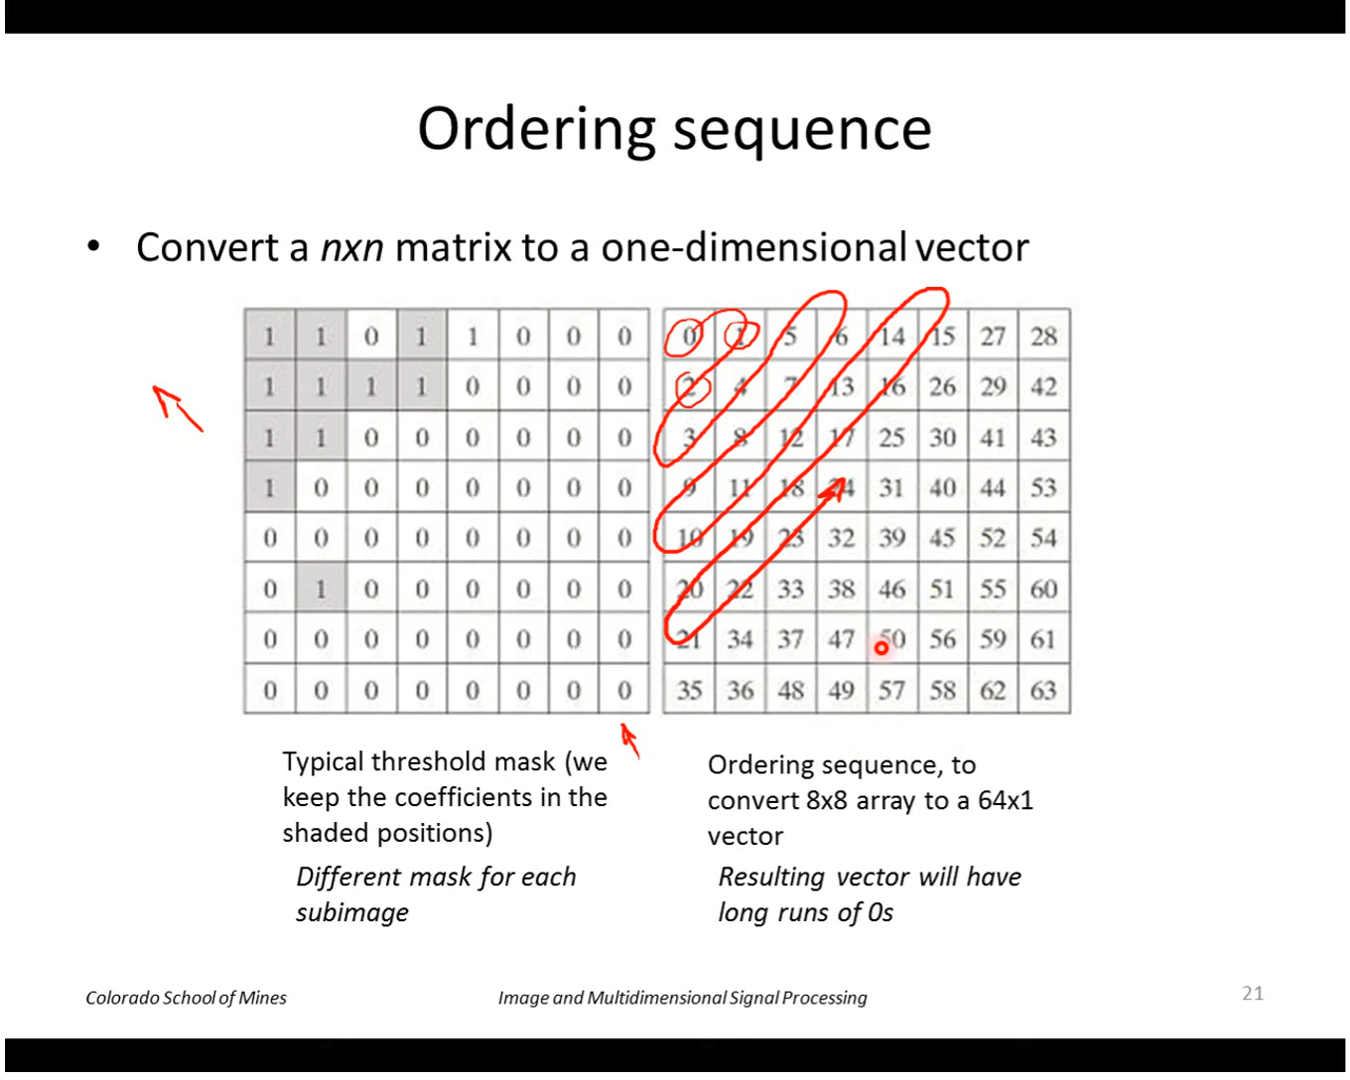 Ordering sequence
• Convert a nxn matrix to a one-dimensional vector
1 1 0 1 1 0 0 0
1 1 1 1 0 0 0 0
1 1 0 0 0 0 0 0
1 0 0 0 0 0 0 0
0 0 0 0 0 0 0 0
0 1 0 0 0 0 0 0
0 0 0 0 0 0 0 0
0 0 0 0 0 0 0 0
0 1 5 6 14 15 27 28
2 4 7 13 16 26 29 42
3 8 12 17 25 30 41 43
9 11 18 24 31 40 44 53
10 19 23 32 39 45 52 54
20 22 33 38 46 51 55 60
21 34 37 47 50 56 59 61
35 36 48 49 57 58 62 63
Typical threshold mask (we
keep the coefficients in the
shaded positions)
Different mask for each
subimage
Ordering sequence, to
convert 8x8 array to a 64x1
vector
Resulting vector will have
long runs of 0s
Colorado School of Mines
Image and Multidimensional Signal Processing
21